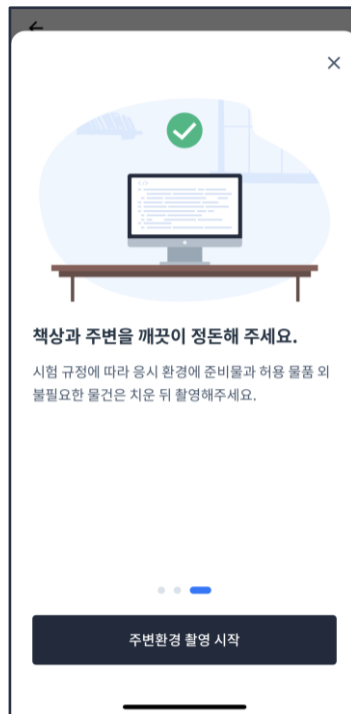 책상과 주변을 깨끗이 정돈해 주세요.
시험 규정에 따라 응시 환경에 준비물과 허용 물품 외
불필요한 물건은 치운 뒤 촬영해주세요.
주변환경 촬영 시작